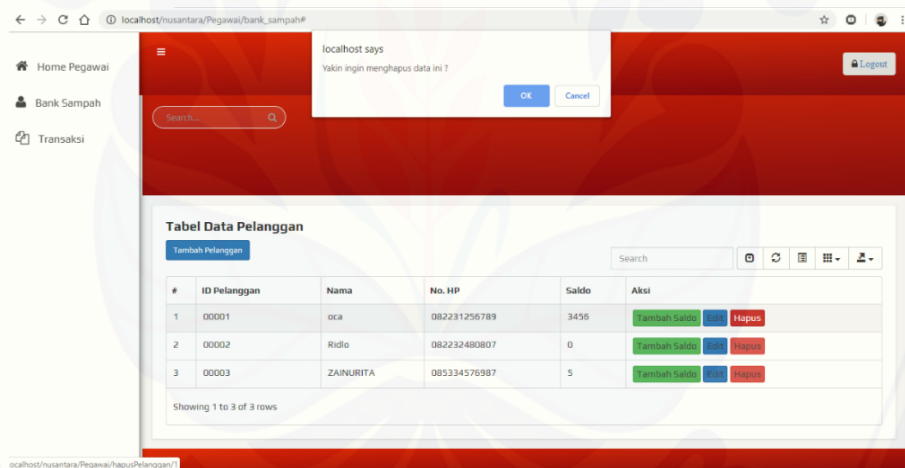 localhost/nusantara/Pegawai/bank_sampah#
localhost says
Yakin ingin menghapus data ini ?
OK Cancel
Logout
Home Pegawai
Bank Sampah
Transaksi
Search...
Tabel Data Pelanggan
Tambah Pelanggan
Search
# ID Pelanggan Nama No. HP Saldo Aksi
1 00001 oca 082231256789 3456 Tambah Saldo Edit Hapus
2 00002 Ridlo 082232480807 0 Tambah Saldo Edit Hapus
3 00003 ZAINURITA 085334576987 5 Tambah Saldo Edit Hapus
Showing 1 to 3 of 3 rows
ocalhost/nusantara/Pegawai/hapusPelanggan/1